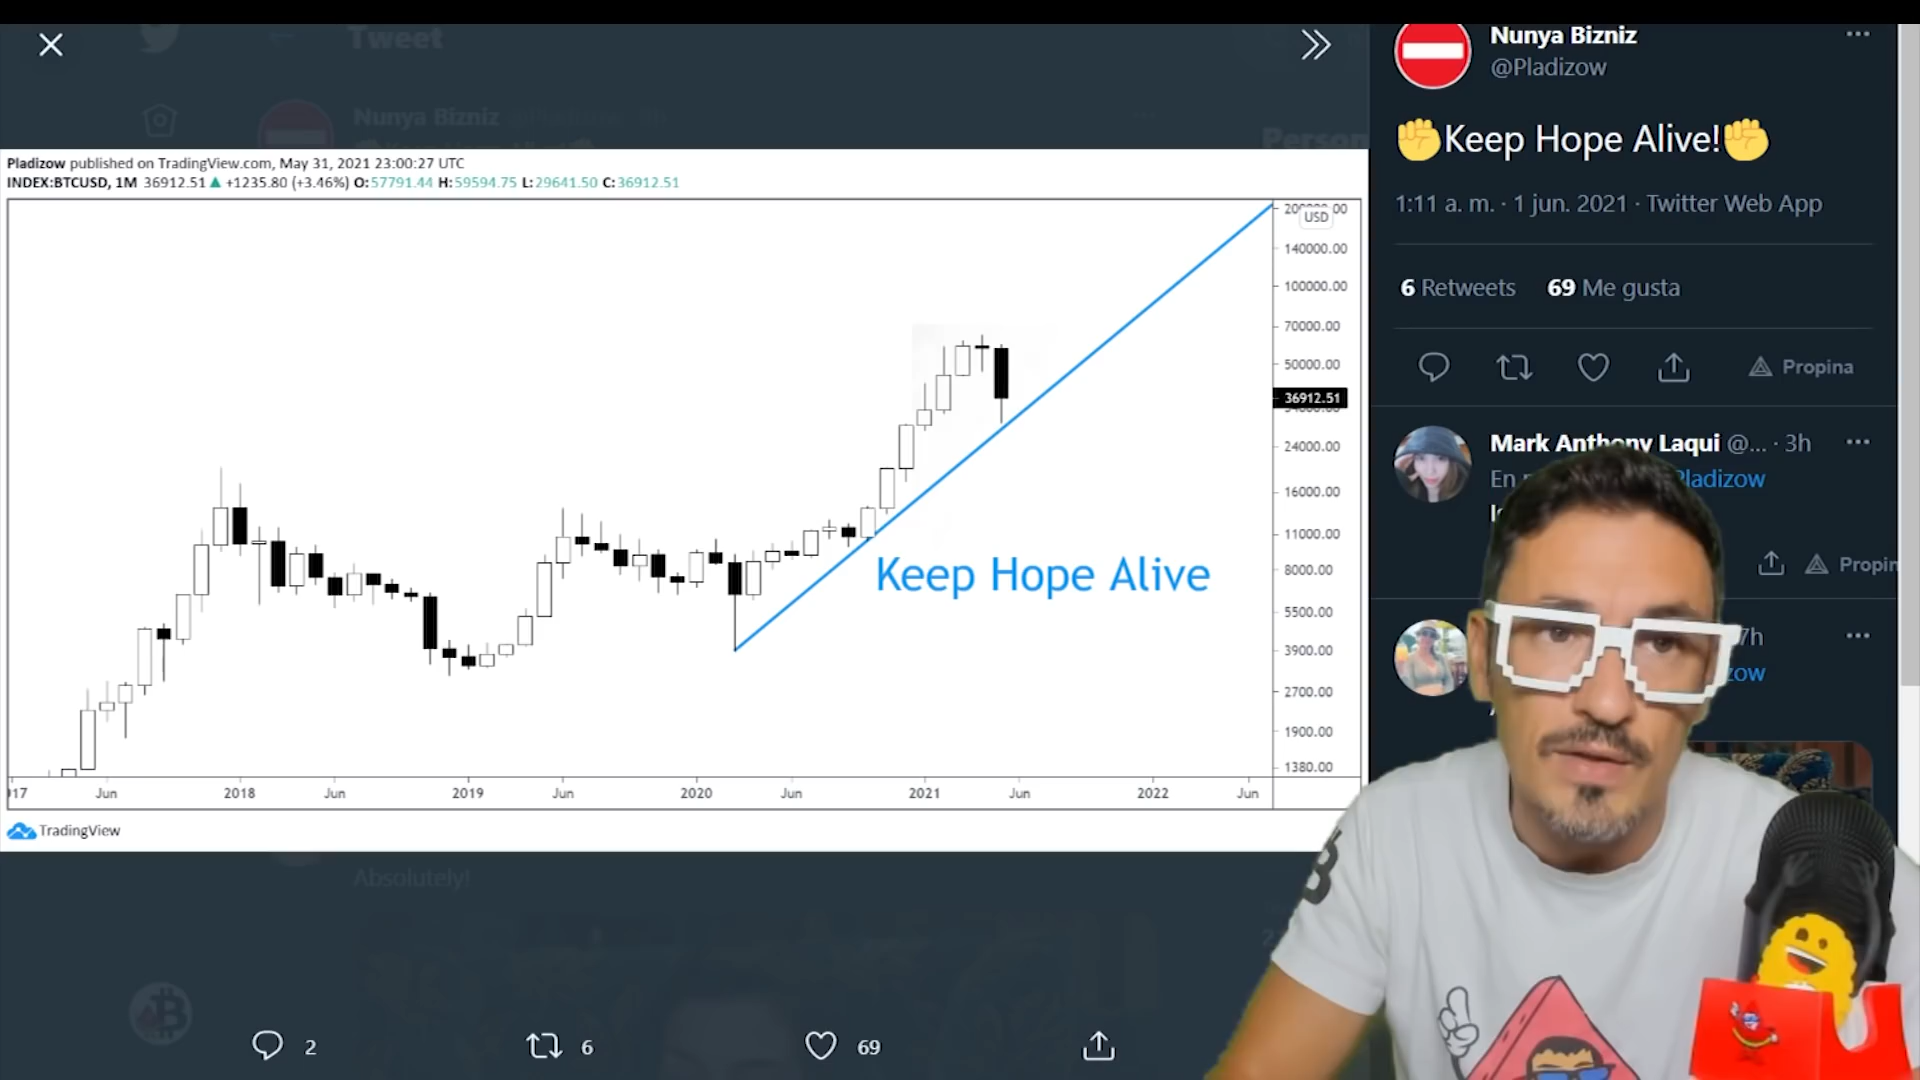 Tweet
Nunya Bizniz
Pladizow published on TradingView.com, May 31, 2021 23:00:27 UTC
INDEX:BTCUSD, 1M 36912.51 ▲ +1235.80 (+3.46%) O:57791.44 H:59594.75 L:29641.50 C:36912.51
USD
140000.00
100000.00
70000.00
50000.00
36912.51
24000.00
16000.00
11000.00
8000.00
5500.00
3900.00
2700.00
1900.00
1380.00
Keep Hope Alive
Jun 2018 Jun 2019 Jun 2020 Jun 2021 Jun 2022 Jun
TradingView
Absolutely!
2 6 69
Nunya Bizniz
@Pladizow
✊Keep Hope Alive!✊
1:11 a. m. · 1 jun. 2021 · Twitter Web App
6 Retweets 69 Me gusta
Propina
Mark Anthony Laqui @... · 3h
En
7h